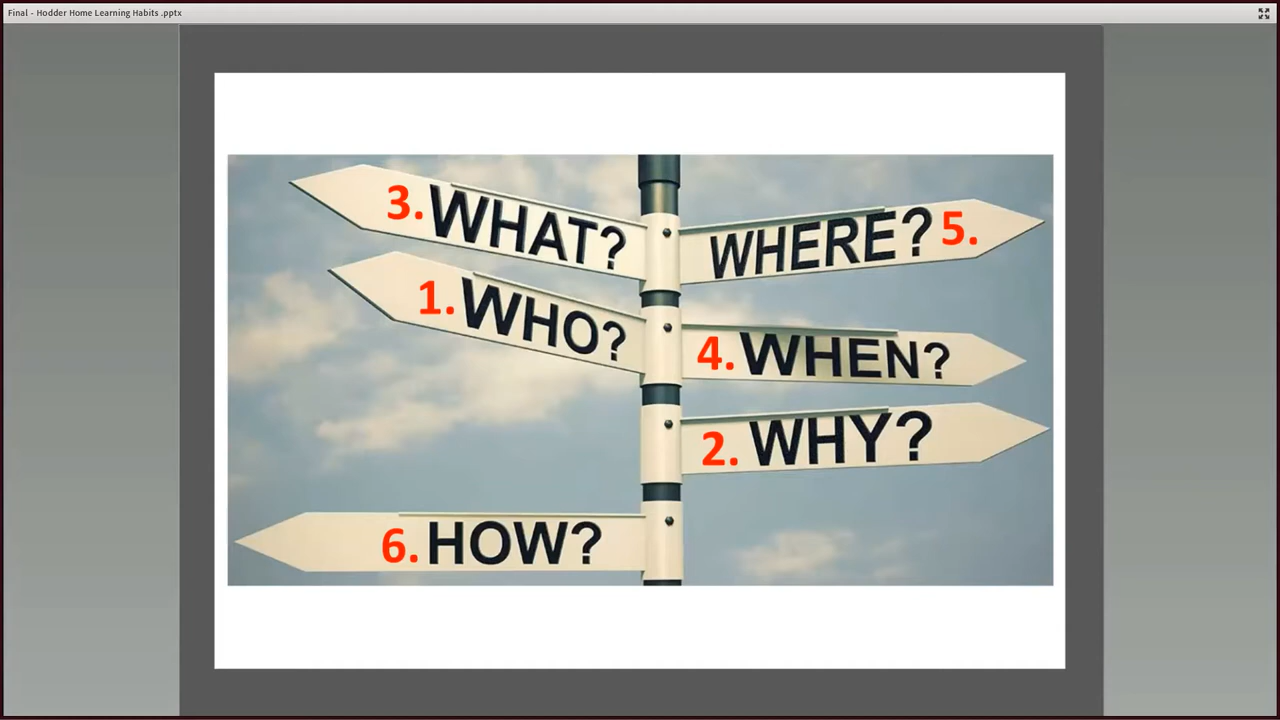 Final - Hodder Home Learning Habits .pptx
3. WHAT?
WHERE? 5.
1. WHO?
4. WHEN?
2. WHY?
6. HOW?